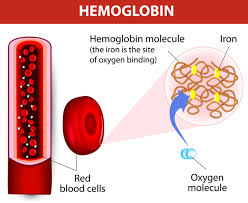 HEMOGLOBIN
Hemoglobin molecule
(the iron is the site
of oxygen binding)
Iron
Red
blood cells
Oxygen
molecule